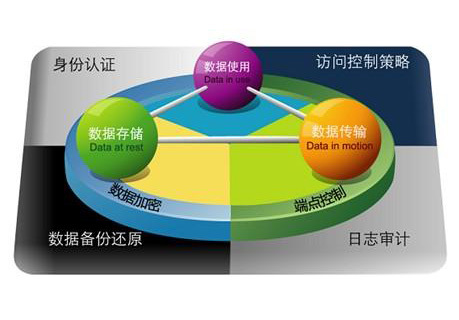 身份认证
访问控制策略
数据使用
Data in use
数据存储
Data at rest
数据传输
Data in motion
数据加密
端点控制
数据备份还原
日志审计